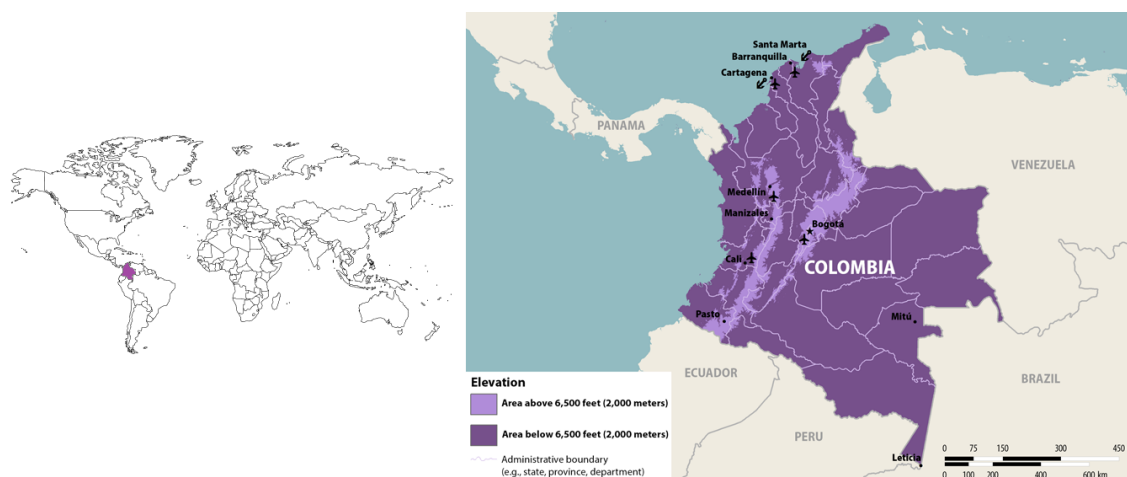 Santa Marta
Barranquilla
Cartagena
PANAMA
VENEZUELA
Medellín
Manizales
Bogotá
Cali
COLOMBIA
Pasto
Mitú
ECUADOR
BRAZIL
PERU
Leticia
Elevation
Area above 6,500 feet (2,000 meters)
Area below 6,500 feet (2,000 meters)
Administrative boundary
(e.g., state, province, department)
0 75 150 300 450
0 100 200 400 600 km